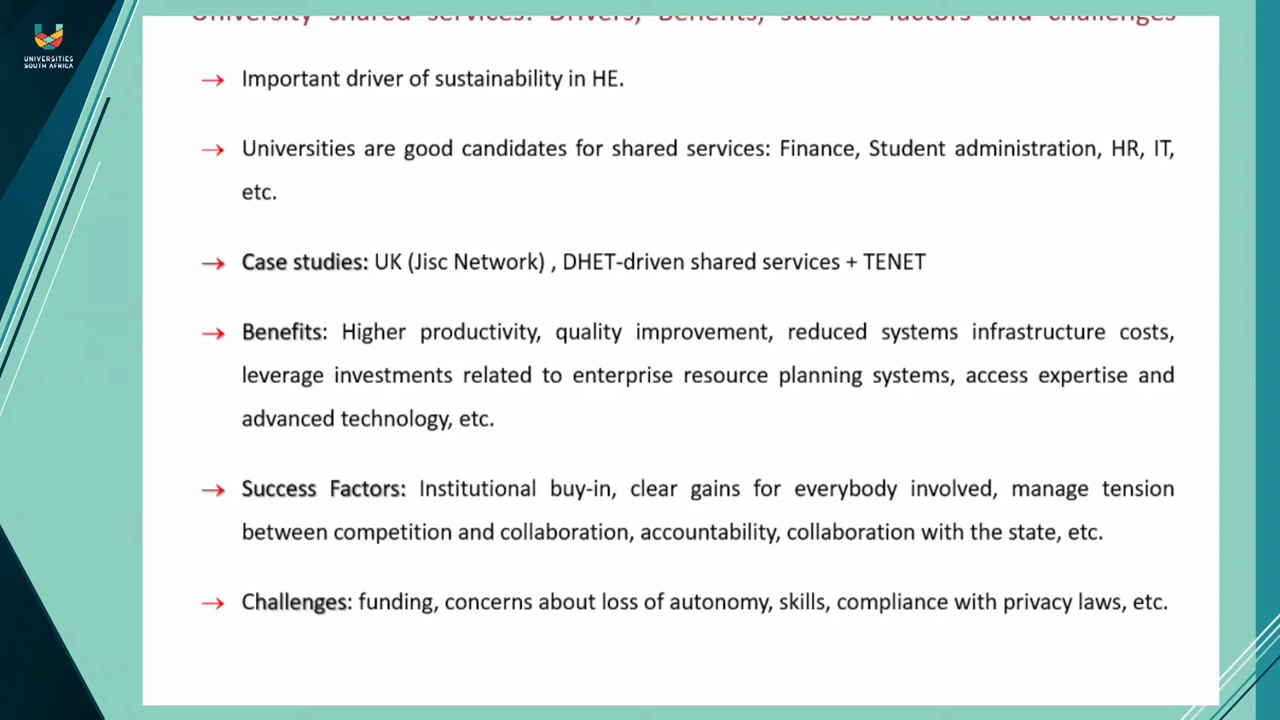 University shared services: Drivers, Benefits, success factors and challenges
UNIVERSITIES
SOUTH AFRICA
→ Important driver of sustainability in HE.
→ Universities are good candidates for shared services: Finance, Student administration, HR, IT,
etc.
→ Case studies: UK (Jisc Network) , DHET-driven shared services + TENET
→ Benefits: Higher productivity, quality improvement, reduced systems infrastructure costs,
leverage investments related to enterprise resource planning systems, access expertise and
advanced technology, etc.
→ Success Factors: Institutional buy-in, clear gains for everybody involved, manage tension
between competition and collaboration, accountability, collaboration with the state, etc.
→ Challenges: funding, concerns about loss of autonomy, skills, compliance with privacy laws, etc.